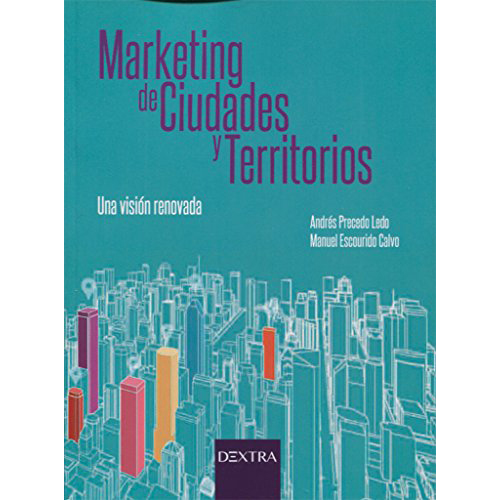 Marketing
de Ciudades
y Territorios
Una visión renovada
Andrés Precedo Ledo
Manuel Escourido Calvo
DEXTRA